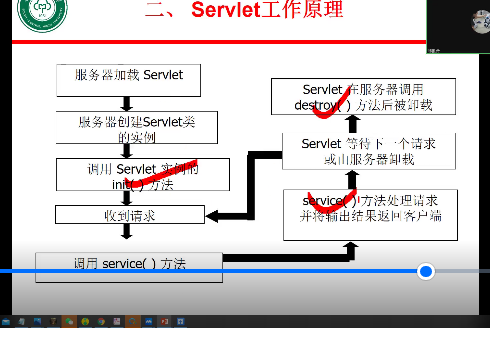 二、 Servlet工作原理
服务器加载 Servlet
服务器创建Servlet类
的实例
调用 Servlet 实例的
init( ) 方法
收到请求
调用 service( ) 方法
Servlet 在服务器调用
destroy( ) 方法后被卸载
Servlet 等待下一个请求
或由服务器卸载
service( )方法处理请求
并将输出结果返回客户端